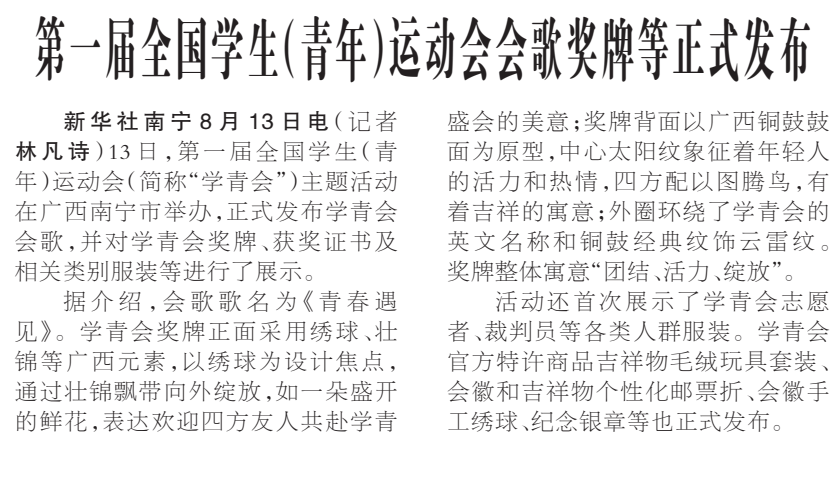 第一届全国学生(青年)运动会会歌奖牌等正式发布
新华社南宁8月13日电(记者
林凡诗)13日,第一届全国学生(青
年)运动会(简称“学青会”)主题活动
在广西南宁市举办,正式发布学青会
会歌,并对学青会奖牌、获奖证书及
相关类别服装等进行了展示。
据介绍,会歌歌名为《青春遇
见》。学青会奖牌正面采用绣球、壮
锦等广西元素,以绣球为设计焦点,
通过壮锦飘带向外绽放,如一朵盛开
的鲜花,表达欢迎四方友人共赴学青
盛会的美意;奖牌背面以广西铜鼓鼓
面为原型,中心太阳纹象征着年轻人
的活力和热情,四方配以图腾鸟,有
着吉祥的寓意;外圈环绕了学青会的
英文名称和铜鼓经典纹饰云雷纹。
奖牌整体寓意“团结、活力、绽放”。
活动还首次展示了学青会志愿
者、裁判员等各类人群服装。学青会
官方特许商品吉祥物毛绒玩具套装、
会徽和吉祥物个性化邮票折、会徽手
工绣球、纪念银章等也正式发布。